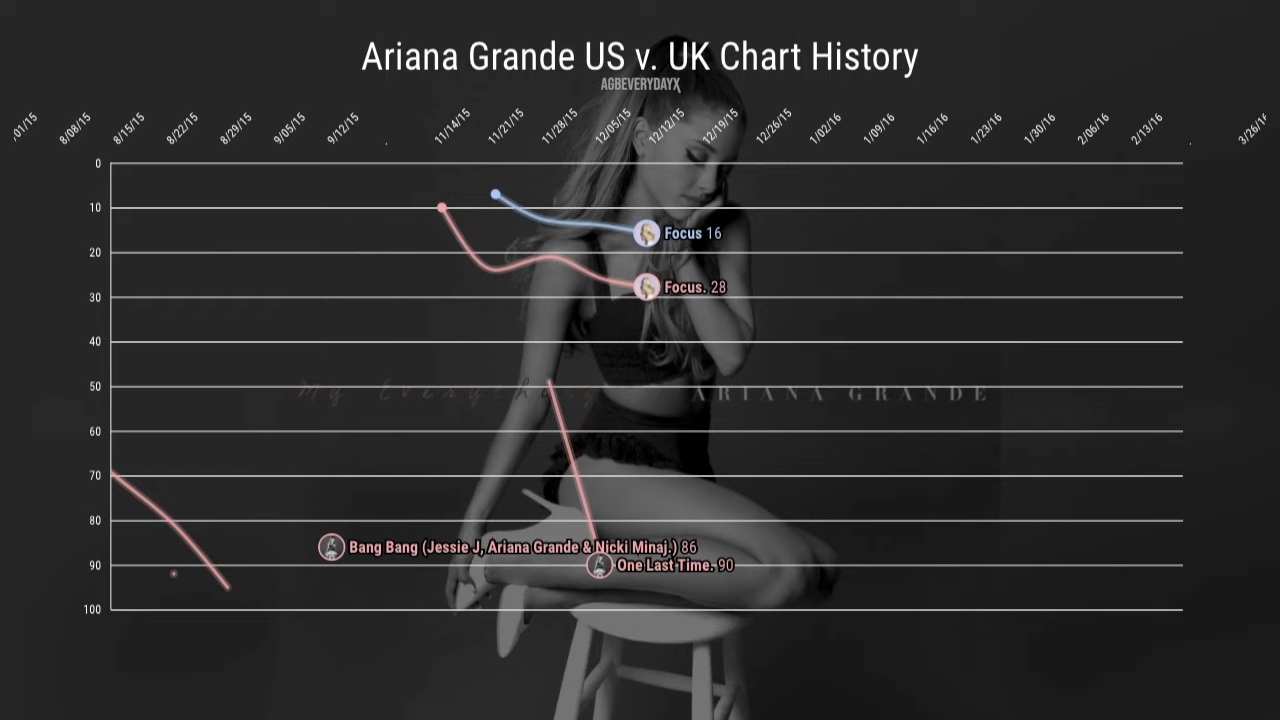 Ariana Grande US v. UK Chart History
AGBEVERYDAYX
/01/15 8/08/15 8/15/15 8/22/15 8/29/15 9/05/15 9/12/15 11/14/15 11/21/15 11/28/15 12/05/15 12/12/15 12/19/15 12/26/15 1/02/16 1/09/16 1/16/16 1/23/16 1/30/16 2/06/16 2/13/16 3/26/16
0
10
20
Focus 16
Focus. 28
30
40
50
My Everything ARIANA GRANDE
60
70
80
Bang Bang (Jessie J, Ariana Grande & Nicki Minaj.) 86
90
One Last Time. 90
100